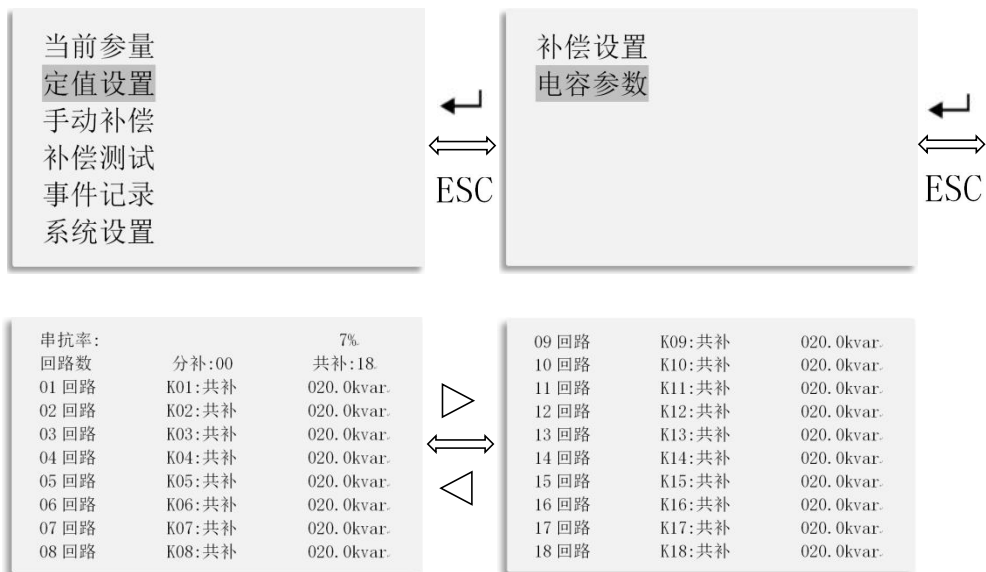 当前参量
定值设置
手动补偿
补偿测试
事件记录
系统设置
ESC
补偿设置
电容参数
ESC
串抗率: 7%
回路数 分补:00 共补:18
01 回路 K01:共补 020.0kvar
02 回路 K02:共补 020.0kvar
03 回路 K03:共补 020.0kvar
04 回路 K04:共补 020.0kvar
05 回路 K05:共补 020.0kvar
06 回路 K06:共补 020.0kvar
07 回路 K07:共补 020.0kvar
08 回路 K08:共补 020.0kvar
09 回路 K09:共补 020.0kvar
10 回路 K10:共补 020.0kvar
11 回路 K11:共补 020.0kvar
12 回路 K12:共补 020.0kvar
13 回路 K13:共补 020.0kvar
14 回路 K14:共补 020.0kvar
15 回路 K15:共补 020.0kvar
16 回路 K16:共补 020.0kvar
17 回路 K17:共补 020.0kvar
18 回路 K18:共补 020.0kvar